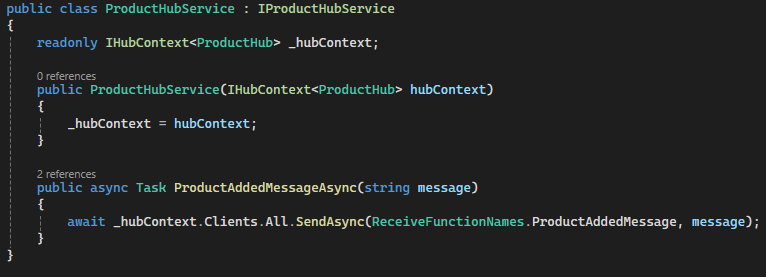 public class ProductHubService : IProductHubService
{
readonly IHubContext<ProductHub> _hubContext;
0 references
public ProductHubService(IHubContext<ProductHub> hubContext)
{
_hubContext = hubContext;
}
2 references
public async Task ProductAddedMessageAsync(string message)
{
await _hubContext.Clients.All.SendAsync(ReceiveFunctionNames.ProductAddedMessage, message);
}
}